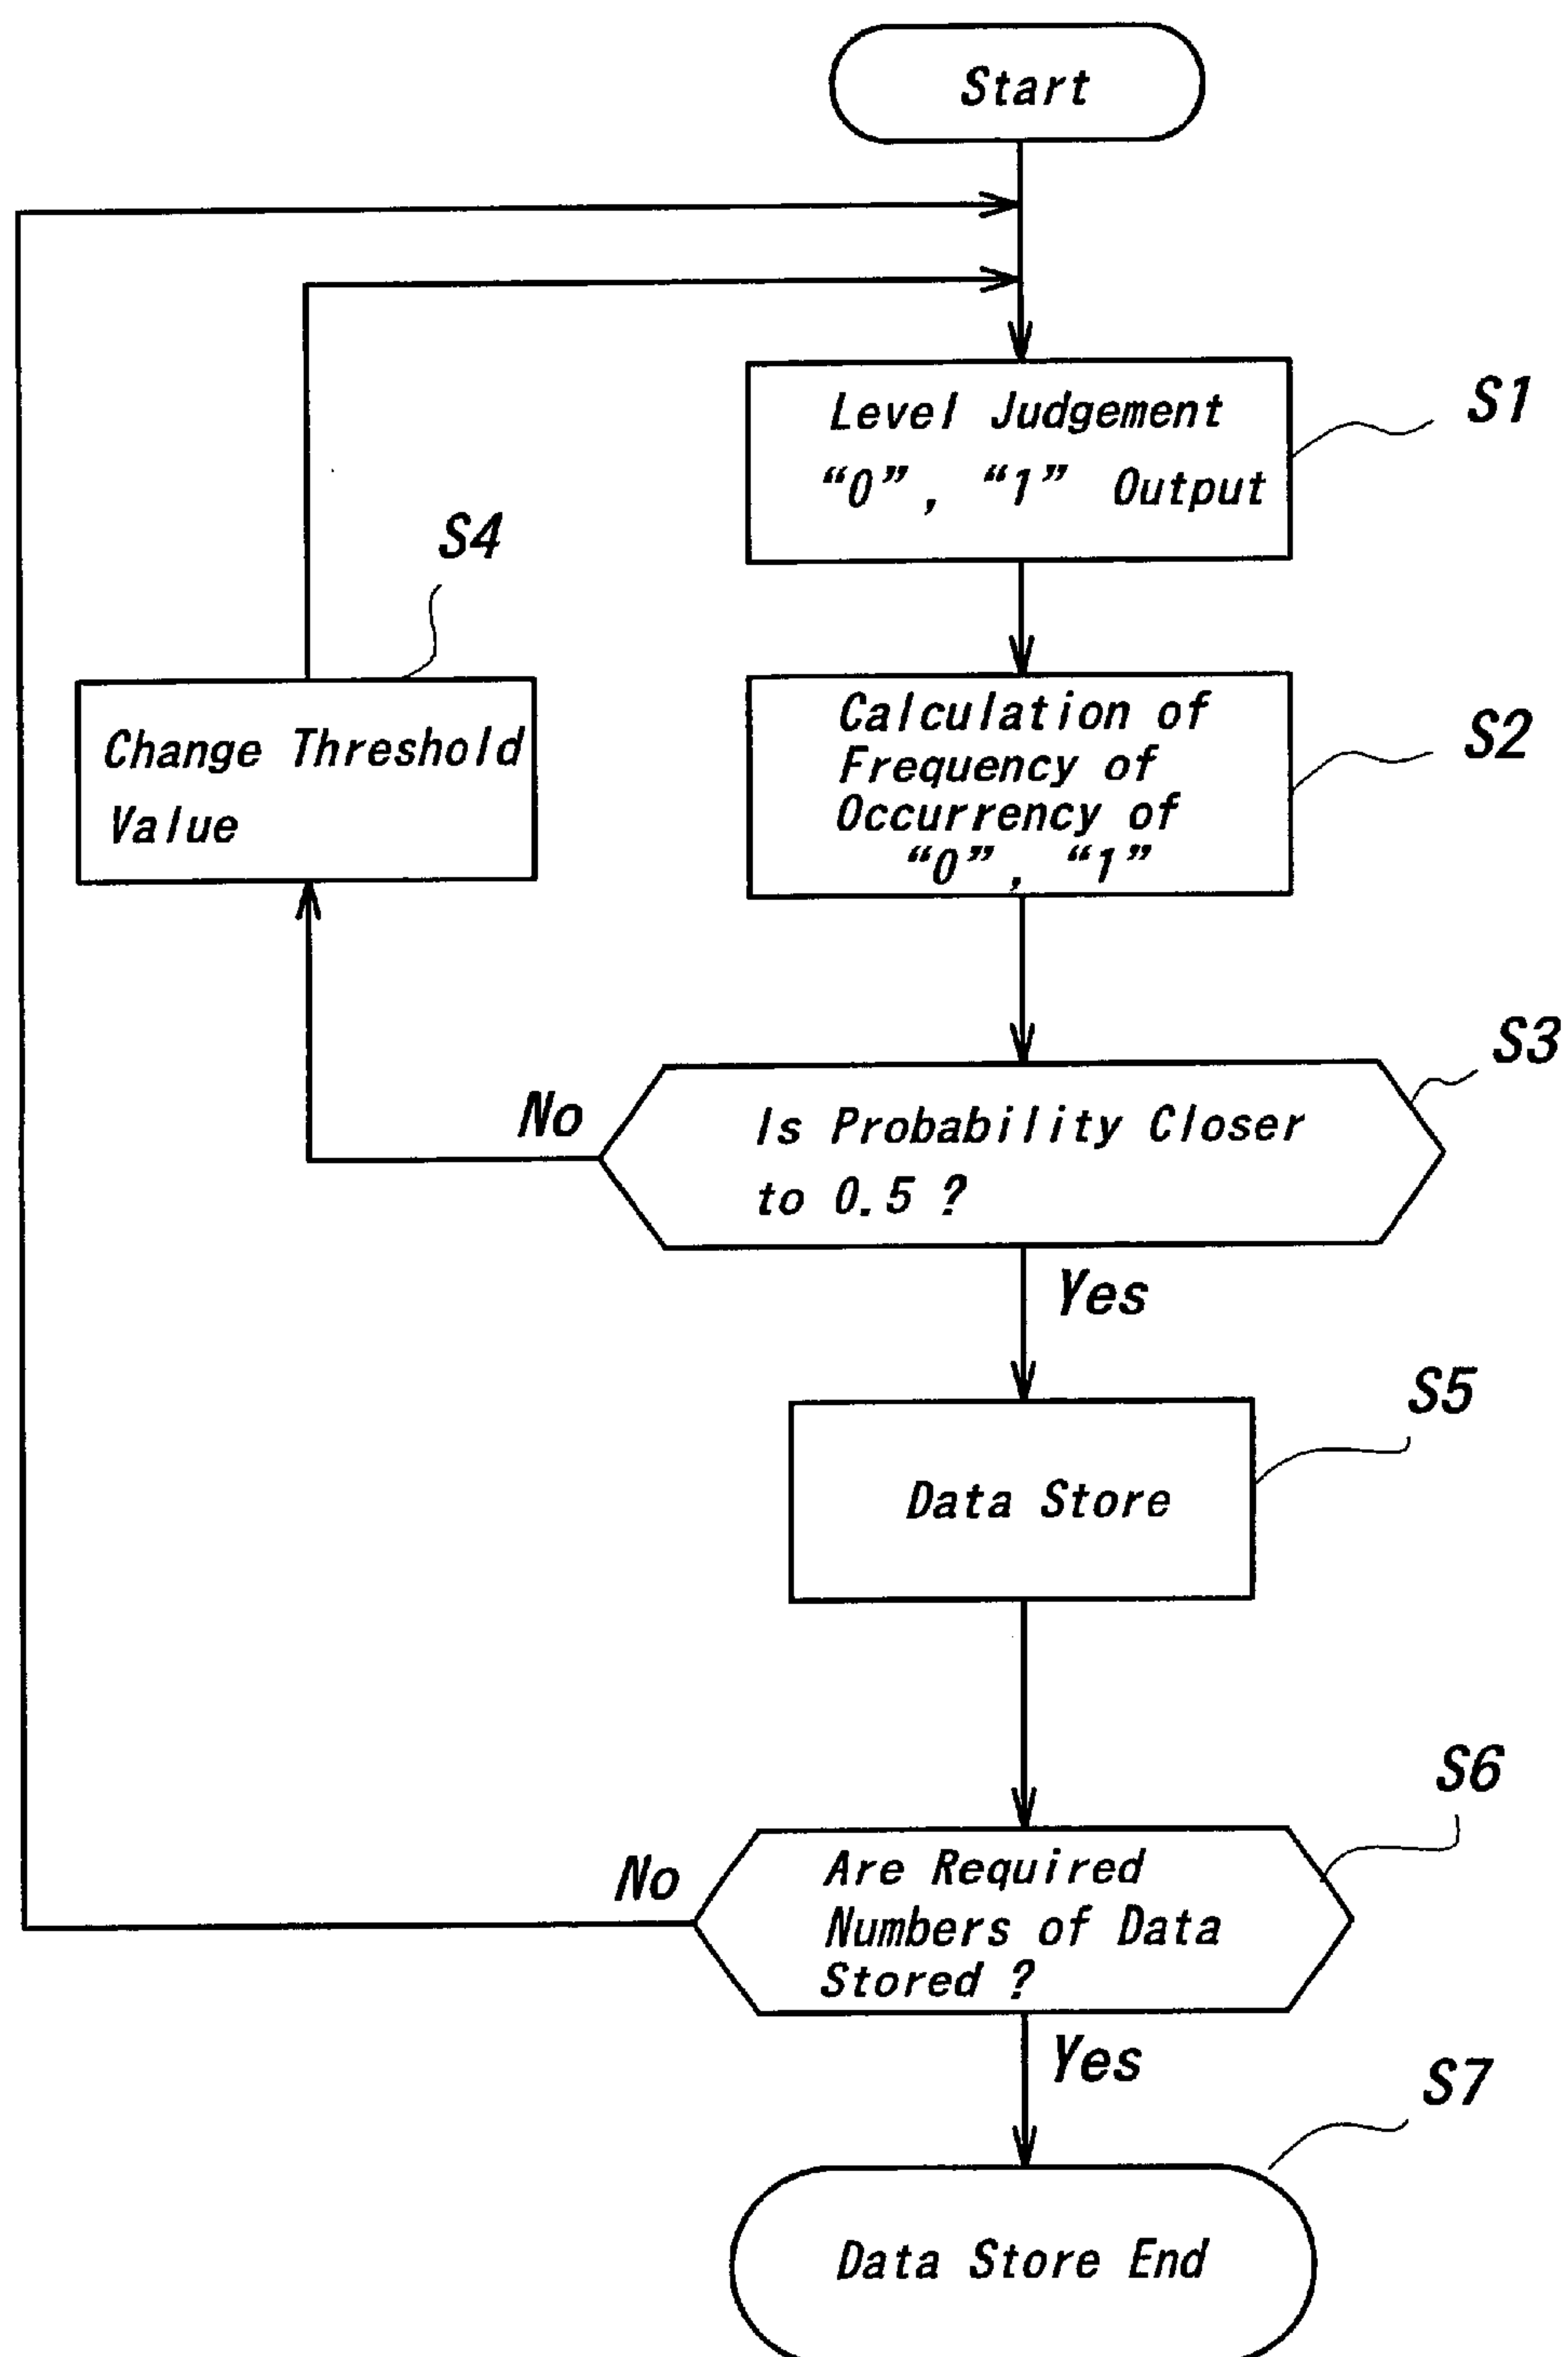 Start
Level Judgement
“0”, “1” Output
S1
S4
Change Threshold
Value
Calculation of
Frequency of
Occurrency of
“0”, “1”
S2
S3
No
Is Probability Closer
to 0.5 ?
Yes
S5
Data Store
S6
No
Are Required
Numbers of Data
Stored ?
Yes
S7
Data Store End